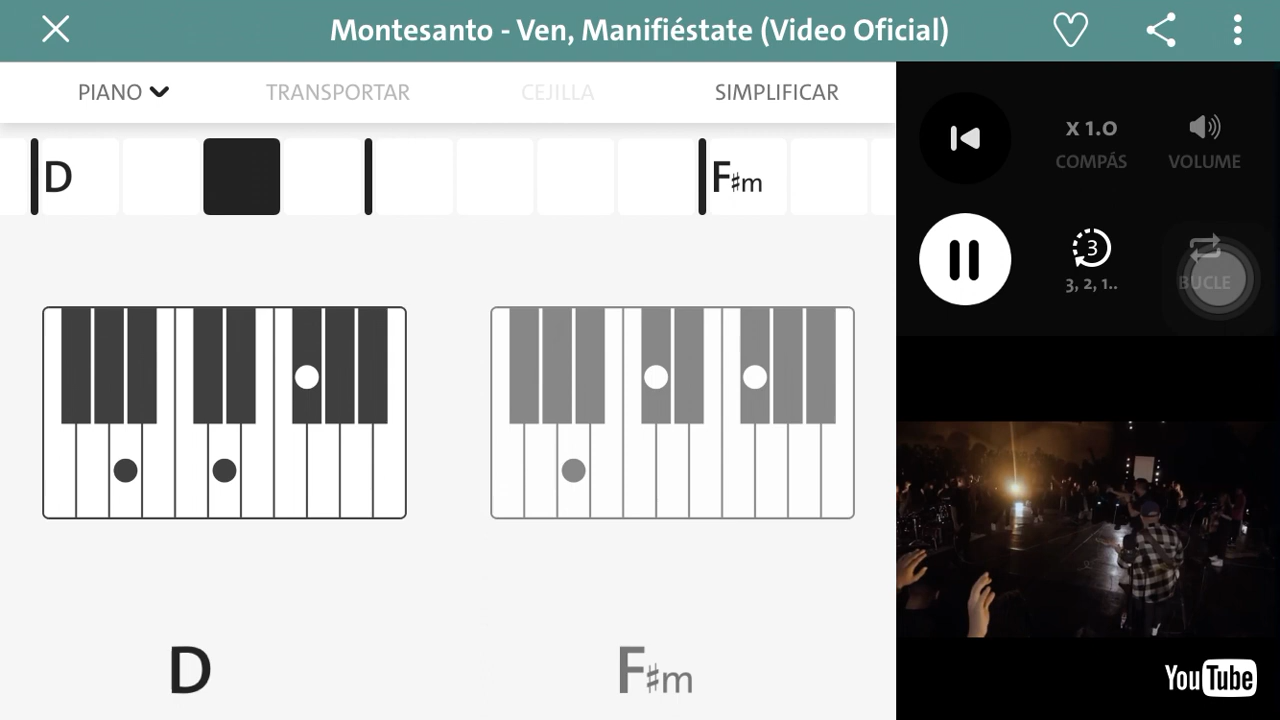 Montesanto - Ven, Manifiéstate (Video Oficial)
PIANO TRANSPORTAR CEJILLA SIMPLIFICAR
D F♯m
X 1.0
COMPÁS VOLUME
3
3, 2, 1.. BUCLE
D F♯m
YouTube